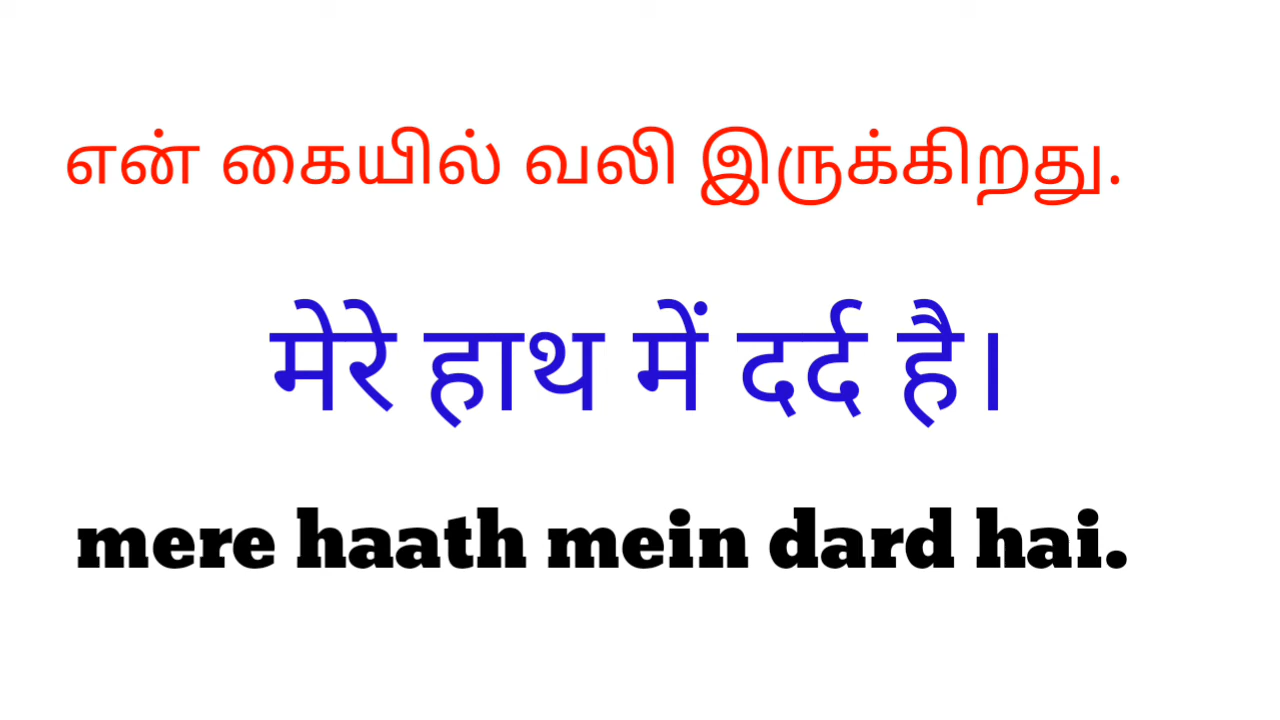 என் கையில் வலி இருக்கிறது.
मेरे हाथ में दर्द है।
mere haath mein dard hai.